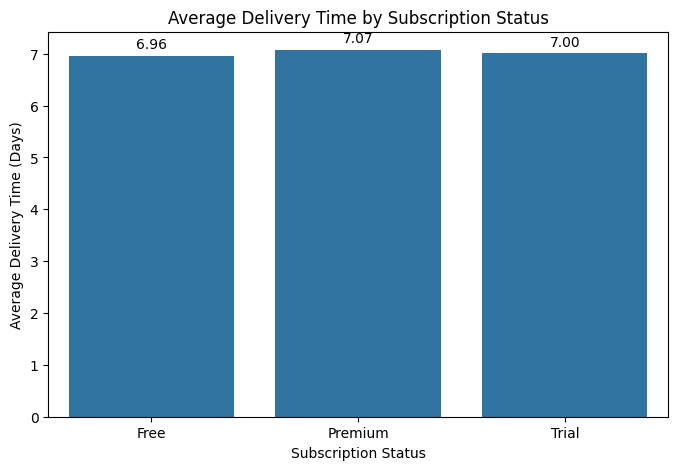 Average Delivery Time by Subscription Status
6.96
7.07
7.00
7
6
5
4
3
2
1
0
Average Delivery Time (Days)
Free
Premium
Trial
Subscription Status